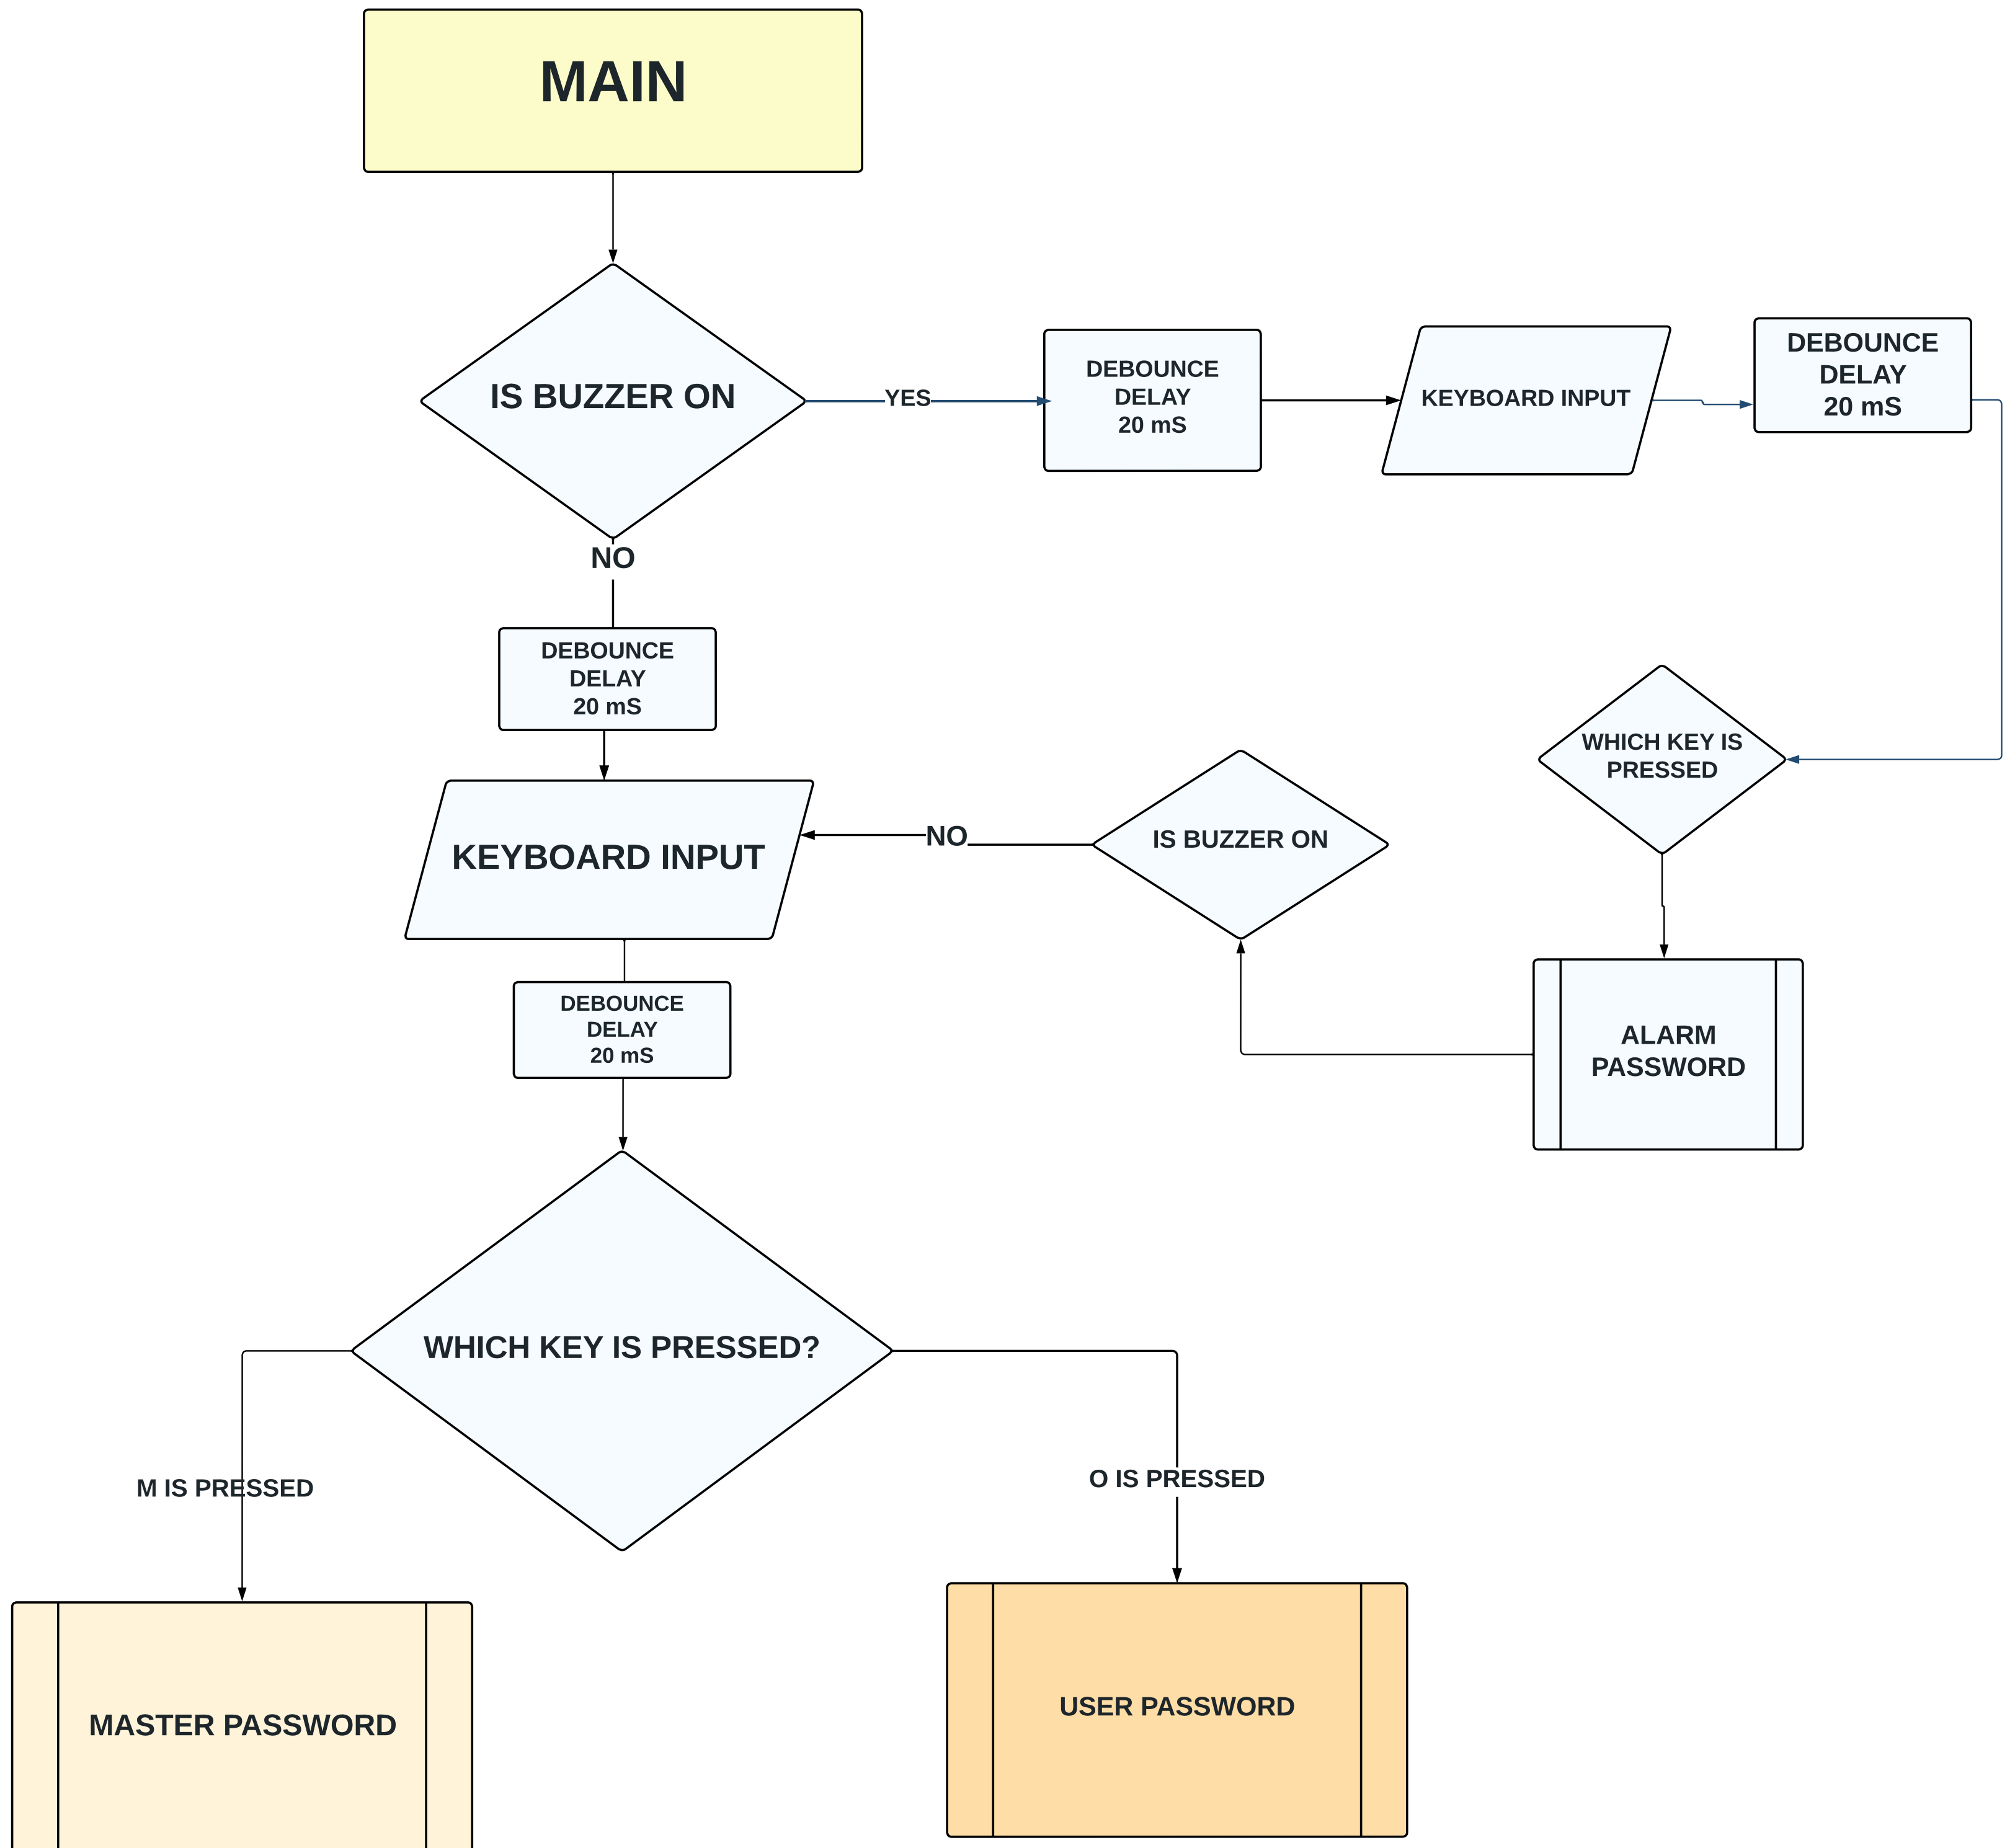 MAIN
IS BUZZER ON
YES
DEBOUNCE
DELAY
20 mS
KEYBOARD INPUT
DEBOUNCE
DELAY
20 mS
NO
DEBOUNCE
DELAY
20 mS
WHICH KEY IS
PRESSED
KEYBOARD INPUT
NO
IS BUZZER ON
DEBOUNCE
DELAY
20 mS
ALARM
PASSWORD
WHICH KEY IS PRESSED?
M IS PRESSED
O IS PRESSED
MASTER PASSWORD
USER PASSWORD